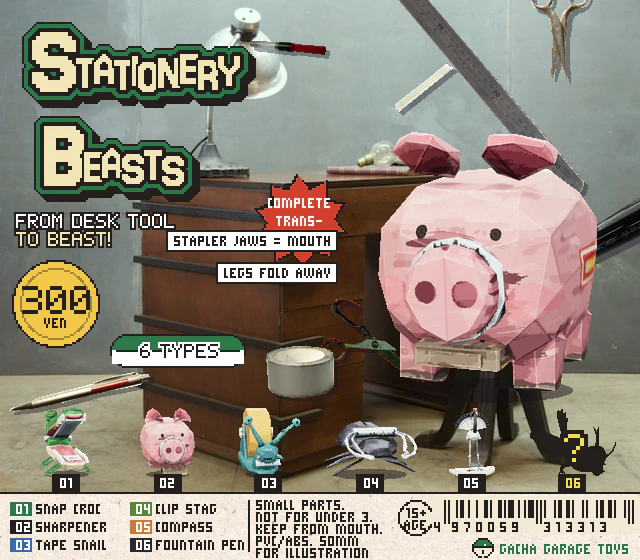 STATIONERY
BEASTS
FROM DESK TOOL
TO BEAST!
COMPLETE
TRANS-
STAPLER JAWS = MOUTH
LEGS FOLD AWAY
300
YEN
6 TYPES
?
01
02
03
04
05
06
01 SNAP CROC
02 SHARPENER
03 TAPE SNAIL
04 CLIP STAG
05 COMPASS
06 FOUNTAIN PEN
SMALL PARTS.
NOT FOR UNDER 3.
KEEP FROM MOUTH.
PVC/ABS. 50MM
FOR ILLUSTRATION
15+
AGE
4 970059 313313
GACHA GARAGE TOYS